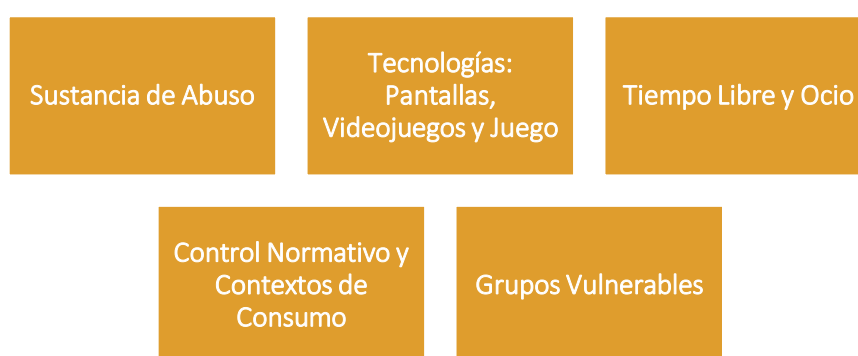 Sustancia de Abuso
Tecnologías:
Pantallas,
Videojuegos y Juego
Tiempo Libre y Ocio
Control Normativo y
Contextos de
Consumo
Grupos Vulnerables